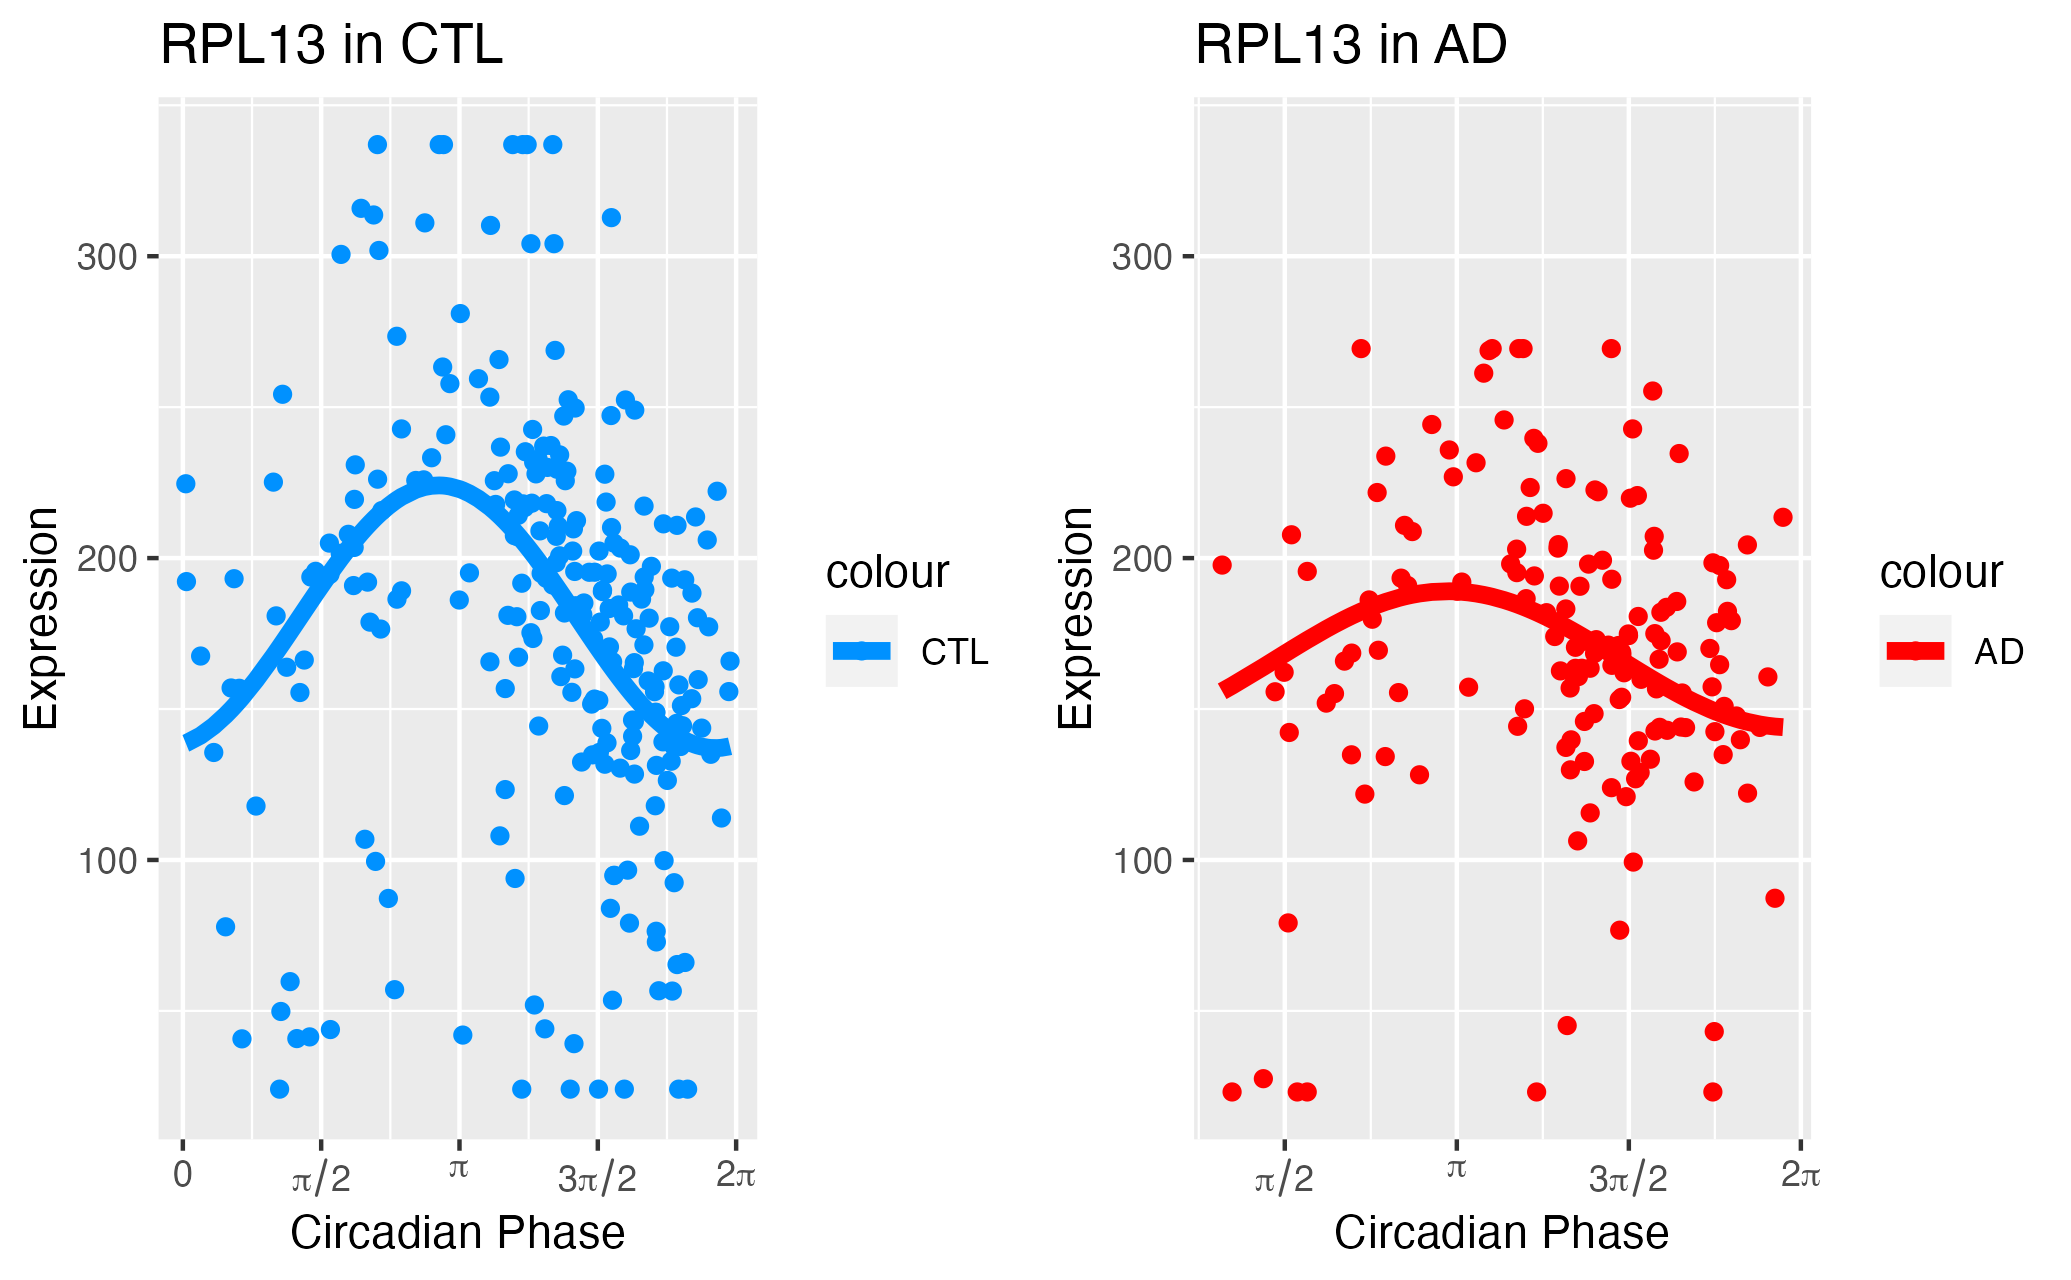 RPL13 in CTL
300
200
100
Expression
0 π/2 π 3π/2 2π
Circadian Phase
colour
CTL
RPL13 in AD
300
200
100
Expression
π/2 π 3π/2 2π
Circadian Phase
colour
AD